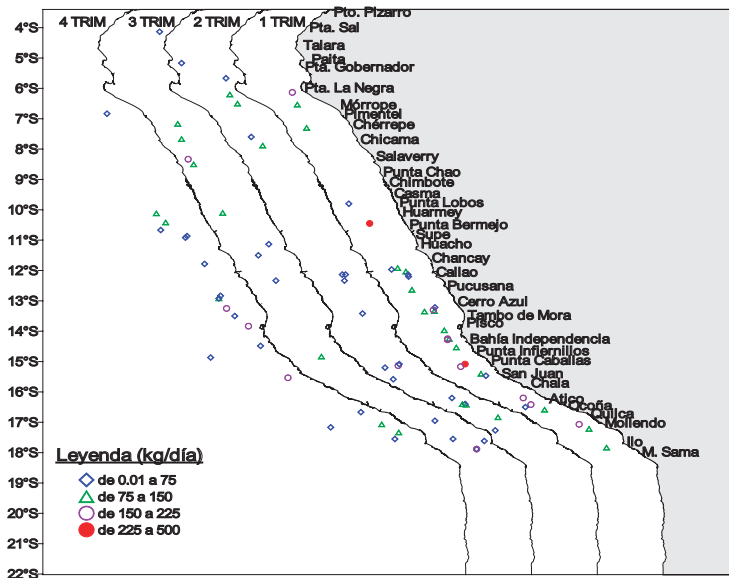 4 TRIM 3 TRIM 2 TRIM 1 TRIM
Pto. Pizarro
4°S
Pta. Sal
Talara
5°S
Paita
Pta. Gobernador
6°S
Pta. La Negra
Mórrope
7°S
Pimentel
Chérrepe
Chicama
8°S
Salaverry
Punta Chao
9°S
Chimbote
Casma
Punta Lobos
10°S
Huarmey
Punta Bermejo
Supe
11°S
Huacho
Chancay
12°S
Callao
Pucusana
13°S
Cerro Azul
Tambo de Mora
Pisco
14°S
Bahía Independencia
Punta Infiernillos
15°S
Punta Caballas
San Juan
Chala
16°S
Atico
Ocoña
Quilca
17°S
Mollendo
Ilo
18°S
M. Sama
19°S
20°S
21°S
22°S
Leyenda (kg/día)
de 0.01 a 75
de 75 a 150
de 150 a 225
de 225 a 500